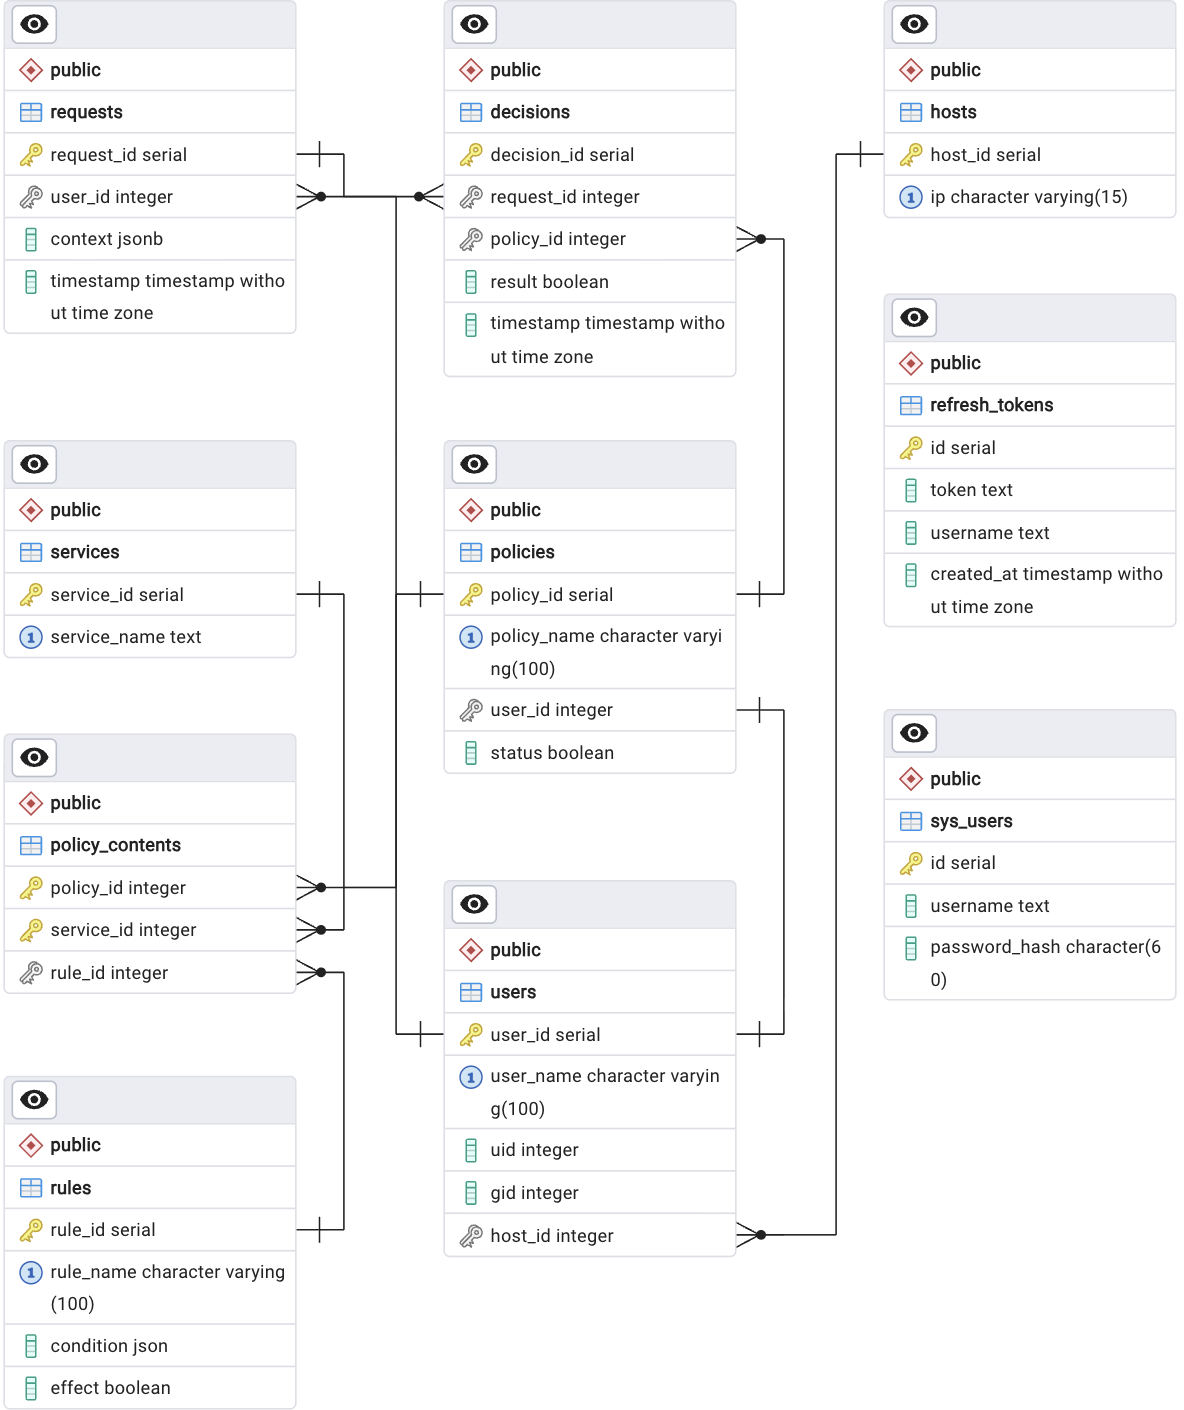 public
requests
request_id serial
user_id integer
context jsonb
timestamp timestamp witho
ut time zone
public
decisions
decision_id serial
request_id integer
policy_id integer
result boolean
timestamp timestamp witho
ut time zone
public
hosts
host_id serial
1 ip character varying(15)
public
refresh_tokens
id serial
token text
username text
created_at timestamp witho
ut time zone
public
services
service_id serial
1 service_name text
public
policies
policy_id serial
1 policy_name character varyi
ng(100)
user_id integer
status boolean
public
sys_users
id serial
username text
password_hash character(6
0)
public
policy_contents
policy_id integer
service_id integer
rule_id integer
public
users
user_id serial
1 user_name character varyin
g(100)
uid integer
gid integer
host_id integer
public
rules
rule_id serial
1 rule_name character varying
(100)
condition json
effect boolean